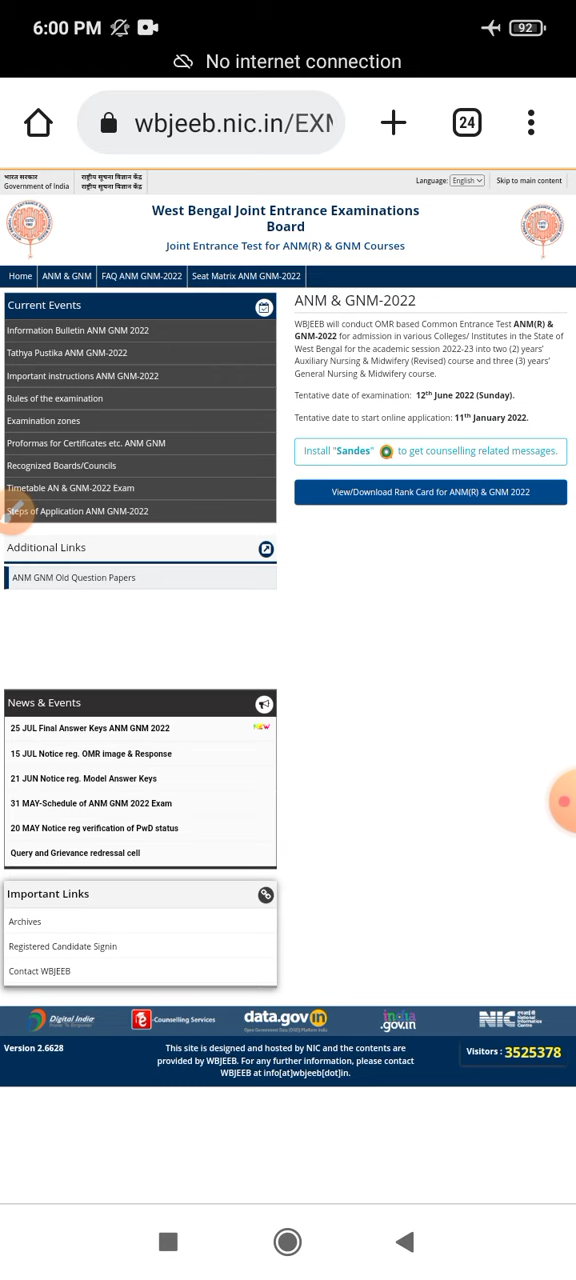 6:00 PM
92
No internet connection
wbjeeb.nic.in/EXM
24
भारत सरकार
Government of India
राष्ट्रीय सूचना विज्ञान केंद्र
राष्ट्रीय सूचना विज्ञान केंद्र
Language: English
Skip to main content
West Bengal Joint Entrance Examinations
Board
Joint Entrance Test for ANM(R) & GNM Courses
Home
ANM & GNM
FAQ ANM GNM-2022
Seat Matrix ANM GNM-2022
Current Events
Information Bulletin ANM GNM 2022
Tathya Pustika ANM GNM-2022
Important instructions ANM GNM-2022
Rules of the examination
Examination zones
Proformas for Certificates etc. ANM GNM
Recognized Boards/Councils
Timetable AN & GNM-2022 Exam
Steps of Application ANM GNM-2022
ANM & GNM-2022
WBJEEB will conduct OMR based Common Entrance Test ANM(R) &
GNM-2022 for admission in various Colleges/ Institutes in the State of
West Bengal for the academic session 2022-23 into two (2) years'
Auxiliary Nursing & Midwifery (Revised) course and three (3) years'
General Nursing & Midwifery course.
Tentative date of examination: 12th June 2022 (Sunday).
Tentative date to start online application: 11th January 2022.
Install "Sandes" to get counselling related messages.
View/Download Rank Card for ANM(R) & GNM 2022
Additional Links
ANM GNM Old Question Papers
News & Events
25 JUL Final Answer Keys ANM GNM 2022
NEW
15 JUL Notice reg. OMR image & Response
21 JUN Notice reg. Model Answer Keys
31 MAY-Schedule of ANM GNM 2022 Exam
20 MAY Notice reg verification of PwD status
Query and Grievance redressal cell
Important Links
Archives
Registered Candidate Signin
Contact WBJEEB
Digital India
Power To Empower
e-Counselling Services
data.gov.in
Open Government Data (OGD) Platform India
india
.gov.in
NIC
National
Informatics
Centre
Version 2.6628
This site is designed and hosted by NIC and the contents are
provided by WBJEEB. For any further information, please contact
WBJEEB at info[at]wbjeeb[dot]in.
Visitors : 3525378